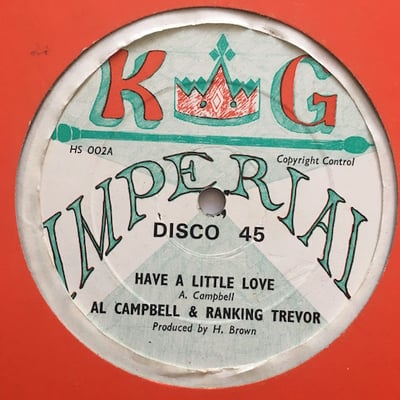 K G
HS 002A
Copyright Control
IMPERIAL
DISCO 45
HAVE A LITTLE LOVE
A. Campbell
AL CAMPBELL & RANKING TREVOR
Produced by H. Brown